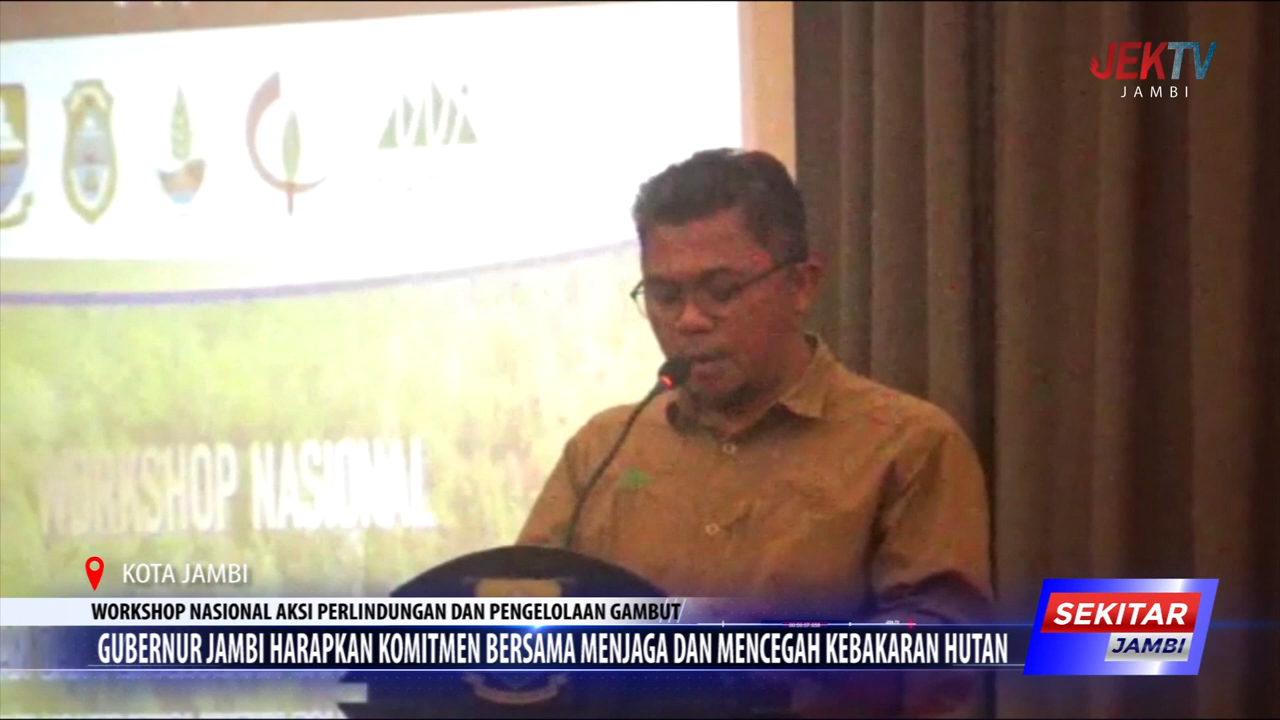 JEKTV
JAMBI
WORKSHOP NASIONAL
KOTA JAMBI
WORKSHOP NASIONAL AKSI PERLINDUNGAN DAN PENGELOLAAN GAMBUT
GUBERNUR JAMBI HARAPKAN KOMITMEN BERSAMA MENJAGA DAN MENCEGAH KEBAKARAN HUTAN
SEKITAR
JAMBI